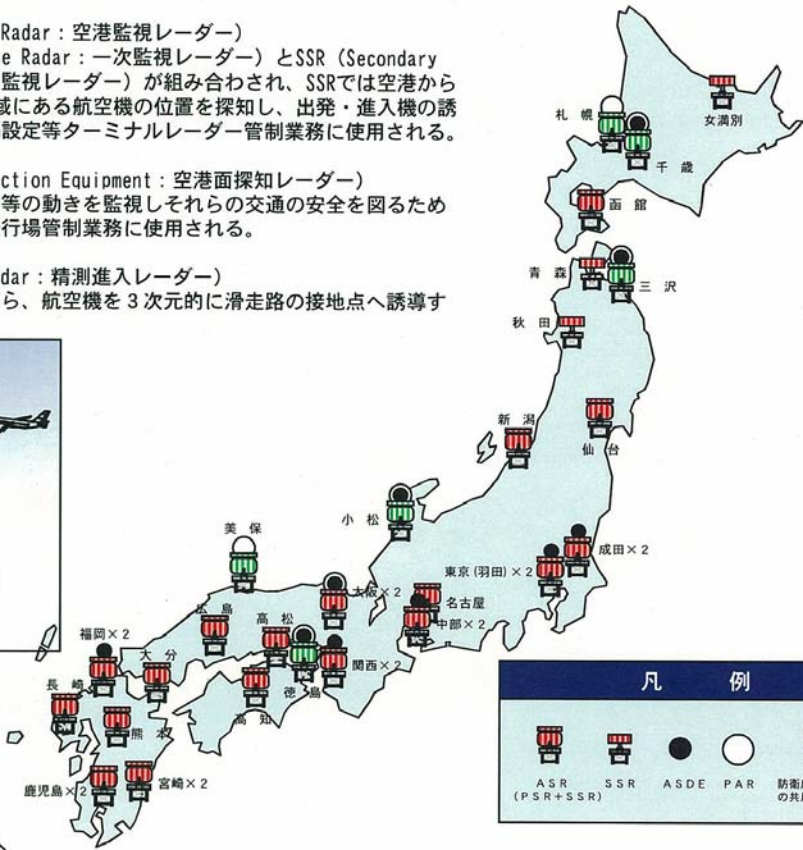 Radar：空港監視レーダー）
e Radar：一次監視レーダー）とSSR（Secondary
監視レーダー）が組み合わされ、SSRでは空港から
域にある航空機の位置を探知し、出発・進入機の誘
設定等ターミナルレーダー管制業務に使用される。
ction Equipment：空港面探知レーダー）
等の動きを監視しそれらの交通の安全を図るため
行場管制業務に使用される。
dar：精測進入レーダー）
ら、航空機を３次元的に滑走路の接地点へ誘導す
札幌
女満別
千歳
函館
青森
三沢
秋田
新潟
仙台
小松
美保
成田×２
東京(羽田)×２
大阪×２
名古屋
広島
高松
中部×２
福岡×２
大分
関西×２
徳島
長崎
高知
熊本
鹿児島×２
宮崎×２
凡例
ASR
(PSR+SSR)
SSR
ASDE
PAR
防衛
の共